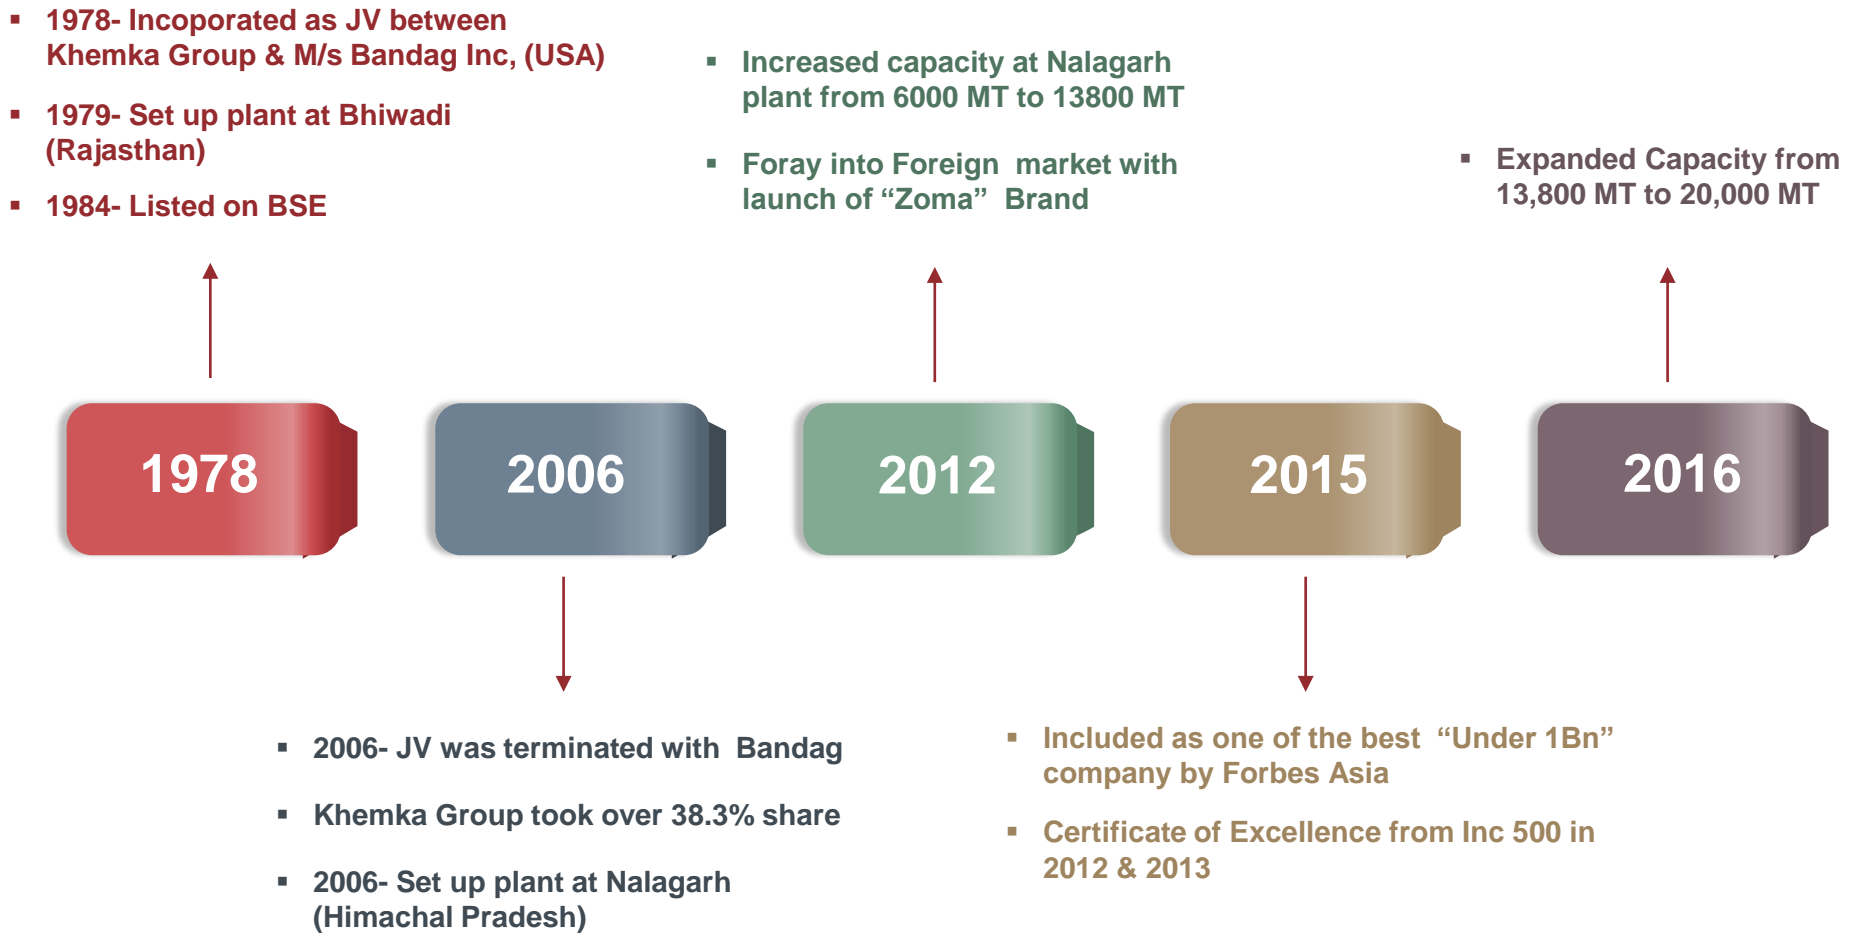 ▪ 1978- Incoporated as JV between
Khemka Group & M/s Bandag Inc, (USA)
▪ 1979- Set up plant at Bhiwadi
(Rajasthan)
▪ 1984- Listed on BSE
▪ Increased capacity at Nalagarh
plant from 6000 MT to 13800 MT
▪ Foray into Foreign market with
launch of “Zoma” Brand
▪ Expanded Capacity from
13,800 MT to 20,000 MT
1978
2006
2012
2015
2016
▪ 2006- JV was terminated with Bandag
▪ Khemka Group took over 38.3% share
▪ 2006- Set up plant at Nalagarh
(Himachal Pradesh)
▪ Included as one of the best “Under 1Bn”
company by Forbes Asia
▪ Certificate of Excellence from Inc 500 in
2012 & 2013